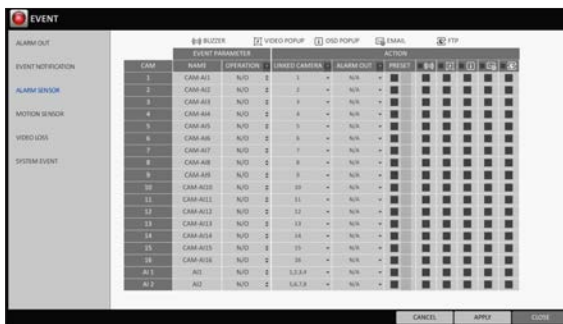 EVENT
ALARM OUT
EVENT NOTIFICATION
ALARM SENSOR
MOTION SENSOR
VIDEO LOSS
SYSTEM EVENT
BUZZER VIDEO POPUP OSD POPUP EMAIL FTP
EVENT PARAMETER ACTION
CAM NAME OPERATION LINKED CAMERA ALARM OUT PRESET
1 CAM-AI1 N/O 1 N/A
2 CAM-AI2 N/O 2 N/A
3 CAM-AI3 N/O 3 N/A
4 CAM-AI4 N/O 4 N/A
5 CAM-AI5 N/O 5 N/A
6 CAM-AI6 N/O 6 N/A
7 CAM-AI7 N/O 7 N/A
8 CAM-AI8 N/O 8 N/A
9 CAM-AI9 N/O 9 N/A
10 CAM-AI10 N/O 10 N/A
11 CAM-AI11 N/O 11 N/A
12 CAM-AI12 N/O 12 N/A
13 CAM-AI13 N/O 13 N/A
14 CAM-AI14 N/O 14 N/A
15 CAM-AI15 N/O 15 N/A
16 CAM-AI16 N/O 16 N/A
AI 1 AI1 N/O 1,2,3,4 N/A
AI 2 AI2 N/O 5,6,7,8 N/A
CANCEL APPLY CLOSE